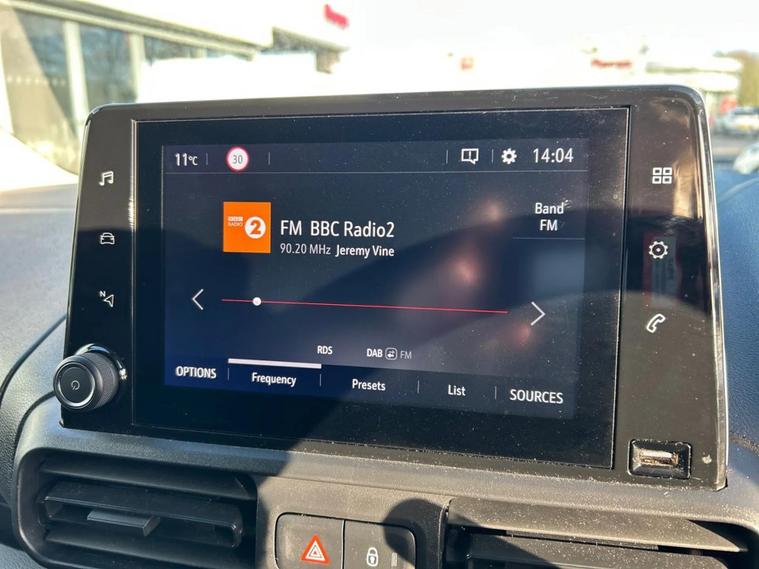 11°C
30
14:04
BBC
RADIO
2
FM BBC Radio2
90.20 MHz Jeremy Vine
Band
FM
N
RDS
DAB FM
OPTIONS
Frequency
Presets
List
SOURCES